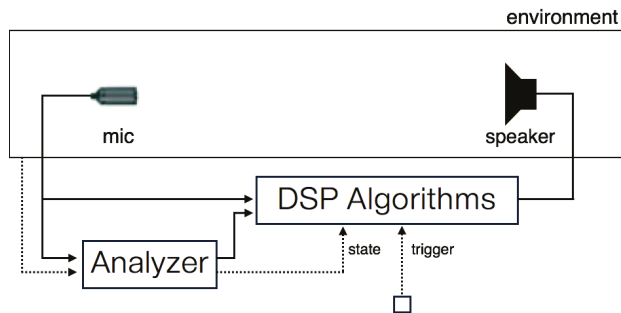 environment
mic
speaker
DSP Algorithms
state
trigger
Analyzer